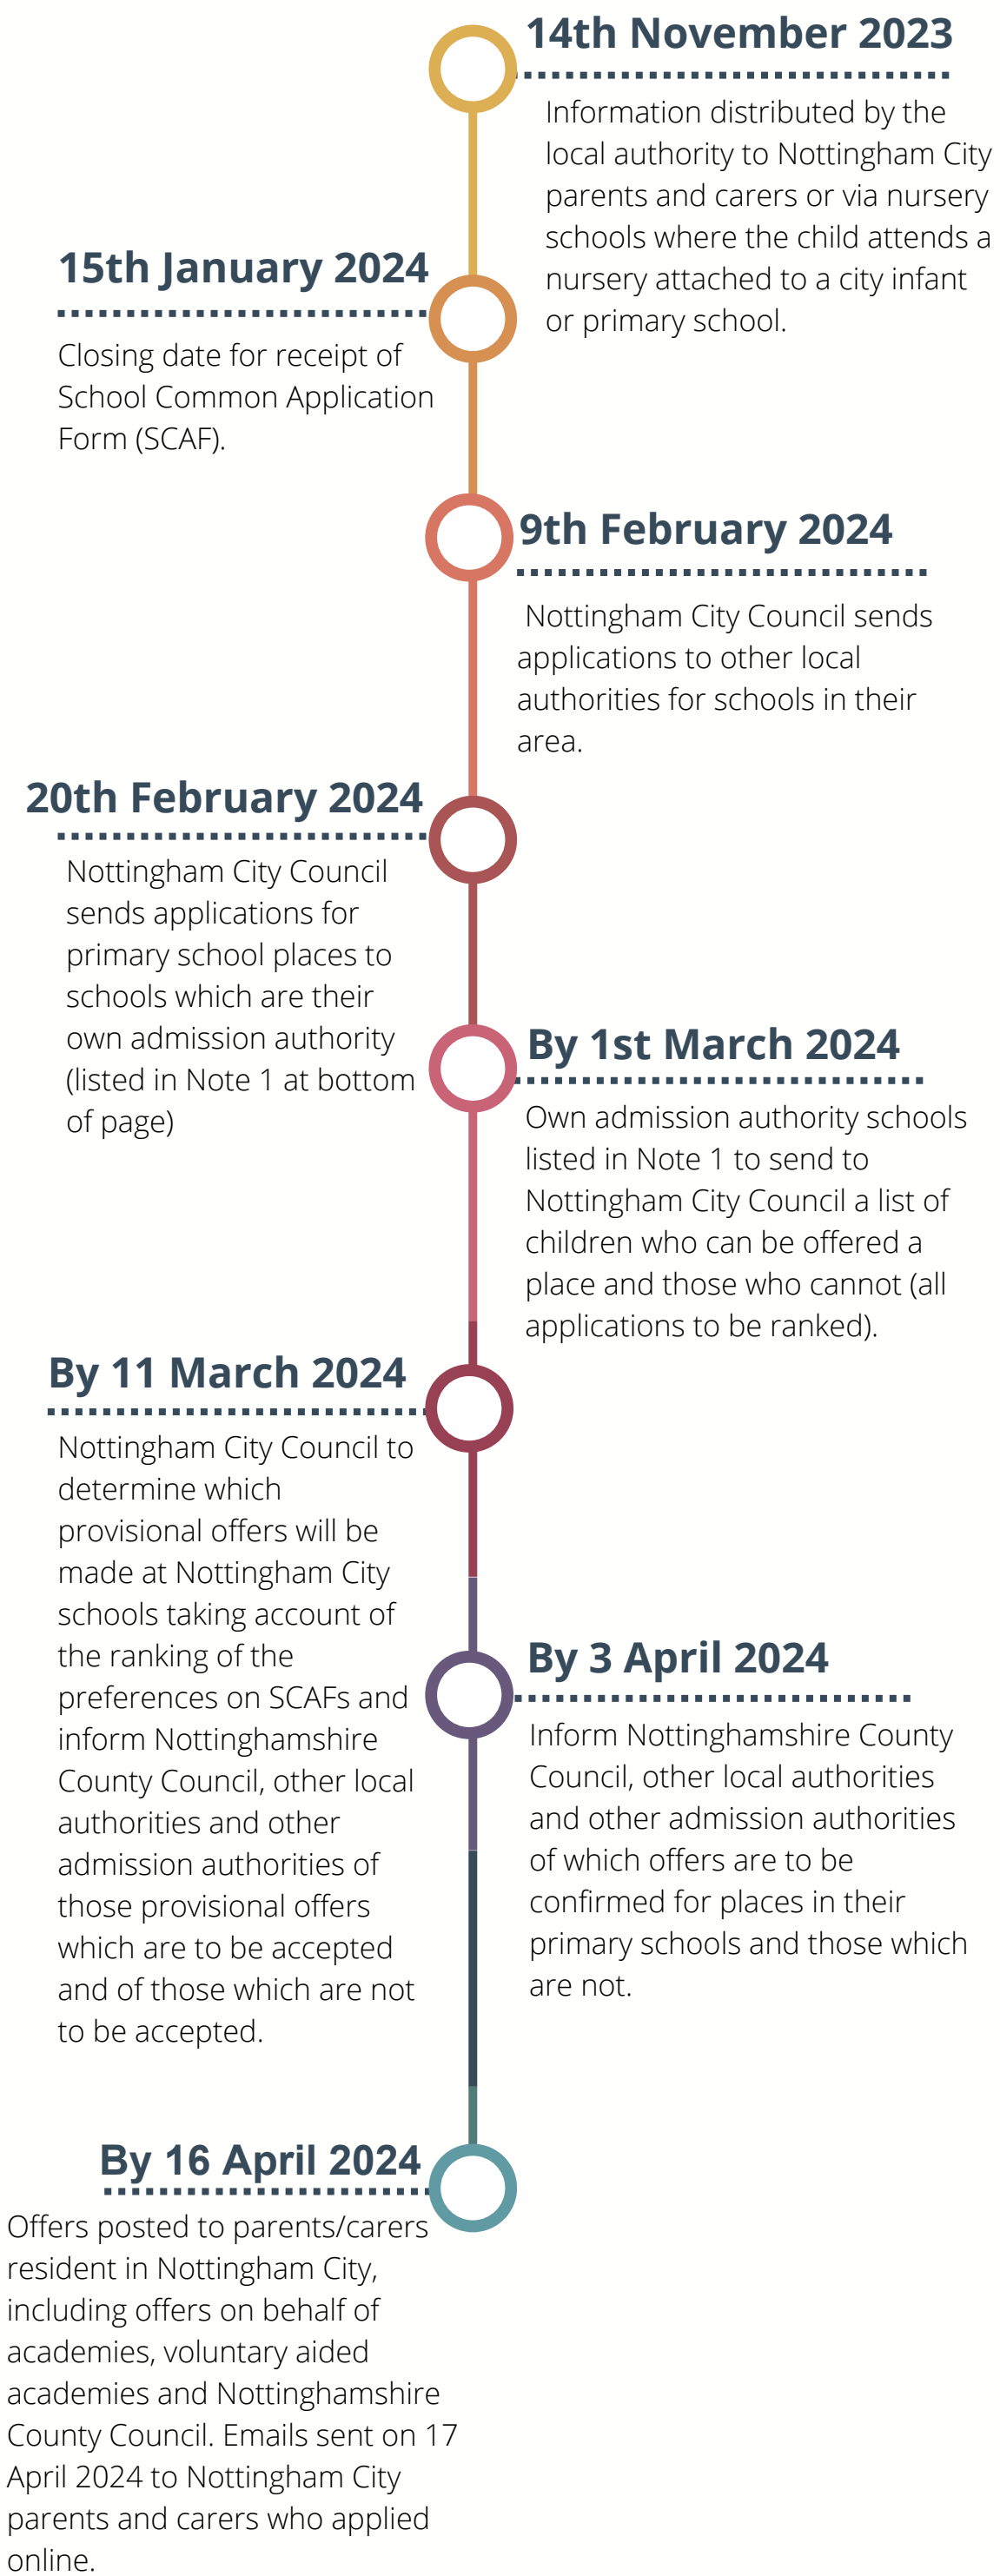 14th November 2023
Information distributed by the
local authority to Nottingham City
parents and carers or via nursery
schools where the child attends a
nursery attached to a city infant
or primary school.
15th January 2024
Closing date for receipt of
School Common Application
Form (SCAF).
9th February 2024
Nottingham City Council sends
applications to other local
authorities for schools in their
area.
20th February 2024
Nottingham City Council
sends applications for
primary school places to
schools which are their
own admission authority
(listed in Note 1 at bottom
of page)
By 1st March 2024
Own admission authority schools
listed in Note 1 to send to
Nottingham City Council a list of
children who can be offered a
place and those who cannot (all
applications to be ranked).
By 11 March 2024
Nottingham City Council to
determine which
provisional offers will be
made at Nottingham City
schools taking account of
the ranking of the
preferences on SCAFs and
inform Nottinghamshire
County Council, other local
authorities and other
admission authorities of
those provisional offers
which are to be accepted
and of those which are not
to be accepted.
By 3 April 2024
Inform Nottinghamshire County
Council, other local authorities
and other admission authorities
of which offers are to be
confirmed for places in their
primary schools and those which
are not.
By 16 April 2024
Offers posted to parents/carers
resident in Nottingham City,
including offers on behalf of
academies, voluntary aided
academies and Nottinghamshire
County Council. Emails sent on 17
April 2024 to Nottingham City
parents and carers who applied
online.